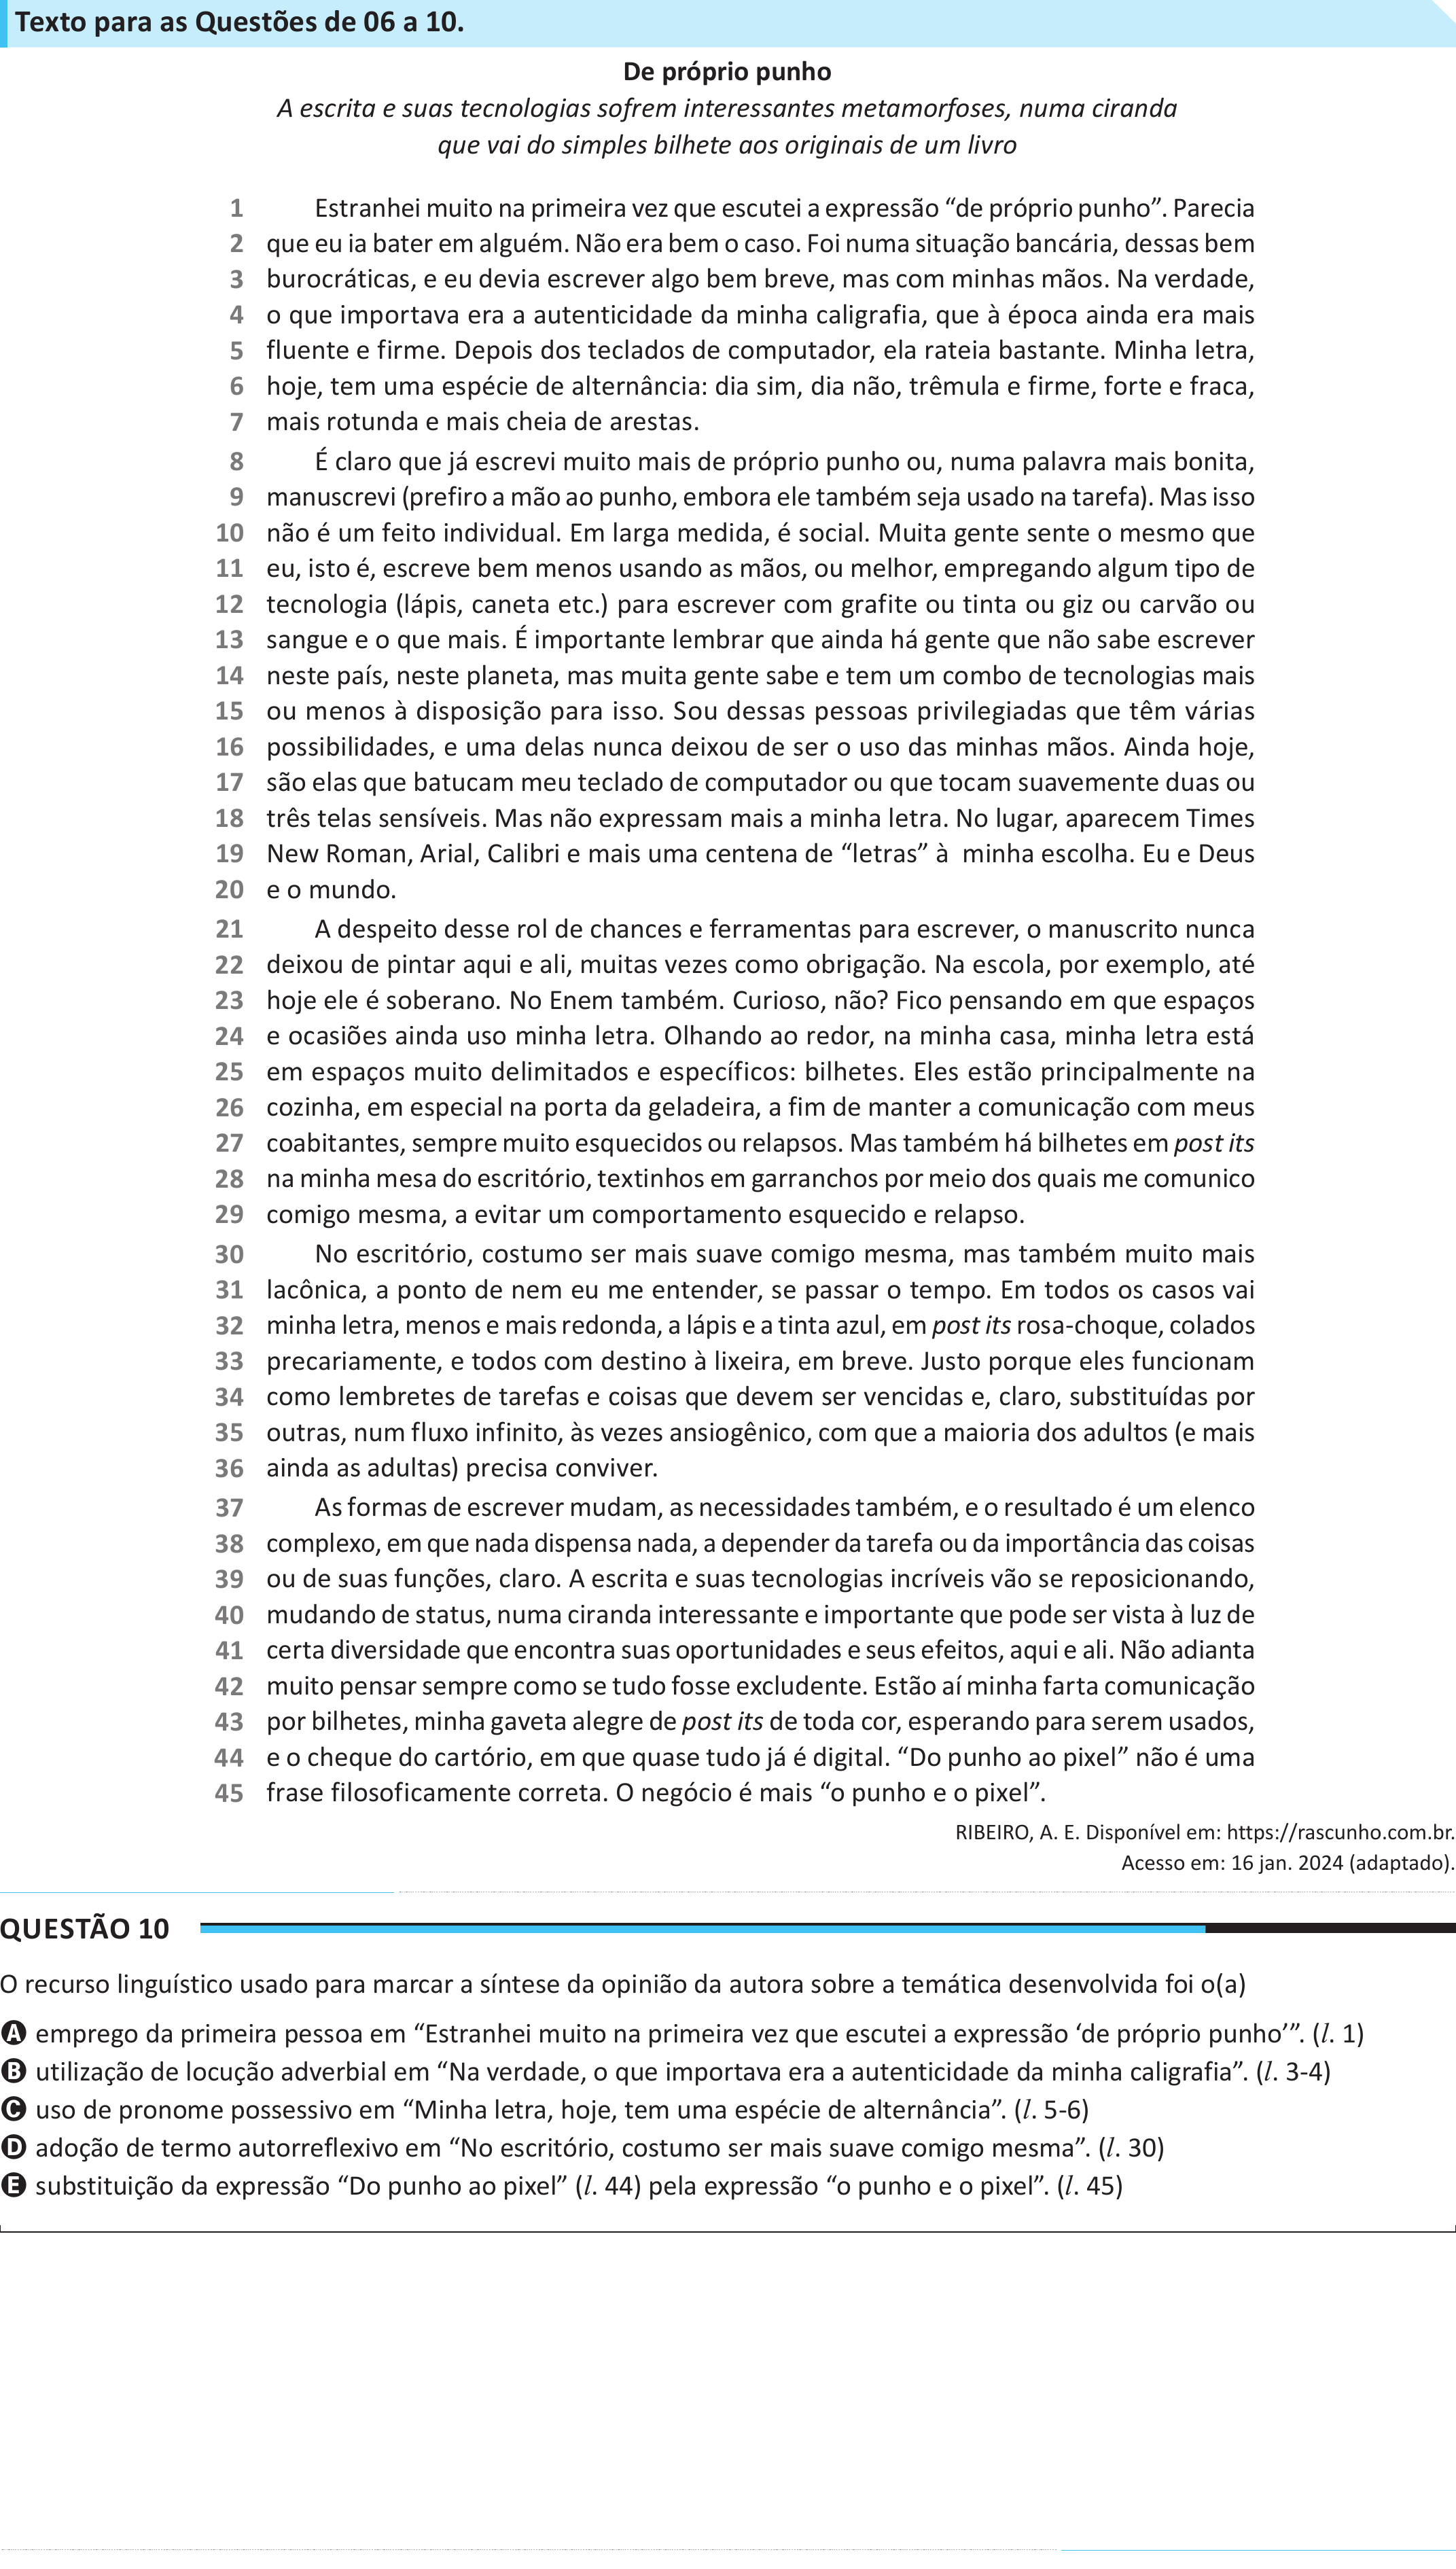 Texto para as Questões de 06 a 10.
De próprio punho
A escrita e suas tecnologias sofrem interessantes metamorfoses, numa ciranda
que vai do simples bilhete aos originais de um livro
1 Estranhei muito na primeira vez que escutei a expressão “de próprio punho”. Parecia
2 que eu ia bater em alguém. Não era bem o caso. Foi numa situação bancária, dessas bem
3 burocráticas, e eu devia escrever algo bem breve, mas com minhas mãos. Na verdade,
4 o que importava era a autenticidade da minha caligrafia, que à época ainda era mais
5 fluente e firme. Depois dos teclados de computador, ela rateia bastante. Minha letra,
6 hoje, tem uma espécie de alternância: dia sim, dia não, trêmula e firme, forte e fraca,
7 mais rotunda e mais cheia de arestas.
8 É claro que já escrevi muito mais de próprio punho ou, numa palavra mais bonita,
9 manuscrevi (prefiro a mão ao punho, embora ele também seja usado na tarefa). Mas isso
10 não é um feito individual. Em larga medida, é social. Muita gente sente o mesmo que
11 eu, isto é, escreve bem menos usando as mãos, ou melhor, empregando algum tipo de
12 tecnologia (lápis, caneta etc.) para escrever com grafite ou tinta ou giz ou carvão ou
13 sangue e o que mais. É importante lembrar que ainda há gente que não sabe escrever
14 neste país, neste planeta, mas muita gente sabe e tem um combo de tecnologias mais
15 ou menos à disposição para isso. Sou dessas pessoas privilegiadas que têm várias
16 possibilidades, e uma delas nunca deixou de ser o uso das minhas mãos. Ainda hoje,
17 são elas que batucam meu teclado de computador ou que tocam suavemente duas ou
18 três telas sensíveis. Mas não expressam mais a minha letra. No lugar, aparecem Times
19 New Roman, Arial, Calibri e mais uma centena de “letras” à minha escolha. Eu e Deus
20 e o mundo.
21 A despeito desse rol de chances e ferramentas para escrever, o manuscrito nunca
22 deixou de pintar aqui e ali, muitas vezes como obrigação. Na escola, por exemplo, até
23 hoje ele é soberano. No Enem também. Curioso, não? Fico pensando em que espaços
24 e ocasiões ainda uso minha letra. Olhando ao redor, na minha casa, minha letra está
25 em espaços muito delimitados e específicos: bilhetes. Eles estão principalmente na
26 cozinha, em especial na porta da geladeira, a fim de manter a comunicação com meus
27 coabitantes, sempre muito esquecidos ou relapsos. Mas também há bilhetes em post its
28 na minha mesa do escritório, textinhos em garranchos por meio dos quais me comunico
29 comigo mesma, a evitar um comportamento esquecido e relapso.
30 No escritório, costumo ser mais suave comigo mesma, mas também muito mais
31 lacônica, a ponto de nem eu me entender, se passar o tempo. Em todos os casos vai
32 minha letra, menos e mais redonda, a lápis e a tinta azul, em post its rosa-choque, colados
33 precariamente, e todos com destino à lixeira, em breve. Justo porque eles funcionam
34 como lembretes de tarefas e coisas que devem ser vencidas e, claro, substituídas por
35 outras, num fluxo infinito, às vezes ansiogênico, com que a maioria dos adultos (e mais
36 ainda as adultas) precisa conviver.
37 As formas de escrever mudam, as necessidades também, e o resultado é um elenco
38 complexo, em que nada dispensa nada, a depender da tarefa ou da importância das coisas
39 ou de suas funções, claro. A escrita e suas tecnologias incríveis vão se reposicionando,
40 mudando de status, numa ciranda interessante e importante que pode ser vista à luz de
41 certa diversidade que encontra suas oportunidades e seus efeitos, aqui e ali. Não adianta
42 muito pensar sempre como se tudo fosse excludente. Estão aí minha farta comunicação
43 por bilhetes, minha gaveta alegre de post its de toda cor, esperando para serem usados,
44 e o cheque do cartório, em que quase tudo já é digital. “Do punho ao pixel” não é uma
45 frase filosoficamente correta. O negócio é mais “o punho e o pixel”.
RIBEIRO, A. E. Disponível em: https://rascunho.com.br.
Acesso em: 16 jan. 2024 (adaptado).
QUESTÃO 10
O recurso linguístico usado para marcar a síntese da opinião da autora sobre a temática desenvolvida foi o(a)
A emprego da primeira pessoa em “Estranhei muito na primeira vez que escutei a expressão ‘de próprio punho’”. (l. 1)
B utilização de locução adverbial em “Na verdade, o que importava era a autenticidade da minha caligrafia”. (l. 3-4)
C uso de pronome possessivo em “Minha letra, hoje, tem uma espécie de alternância”. (l. 5-6)
D adoção de termo autorreflexivo em “No escritório, costumo ser mais suave comigo mesma”. (l. 30)
E substituição da expressão “Do punho ao pixel” (l. 44) pela expressão “o punho e o pixel”. (l. 45)